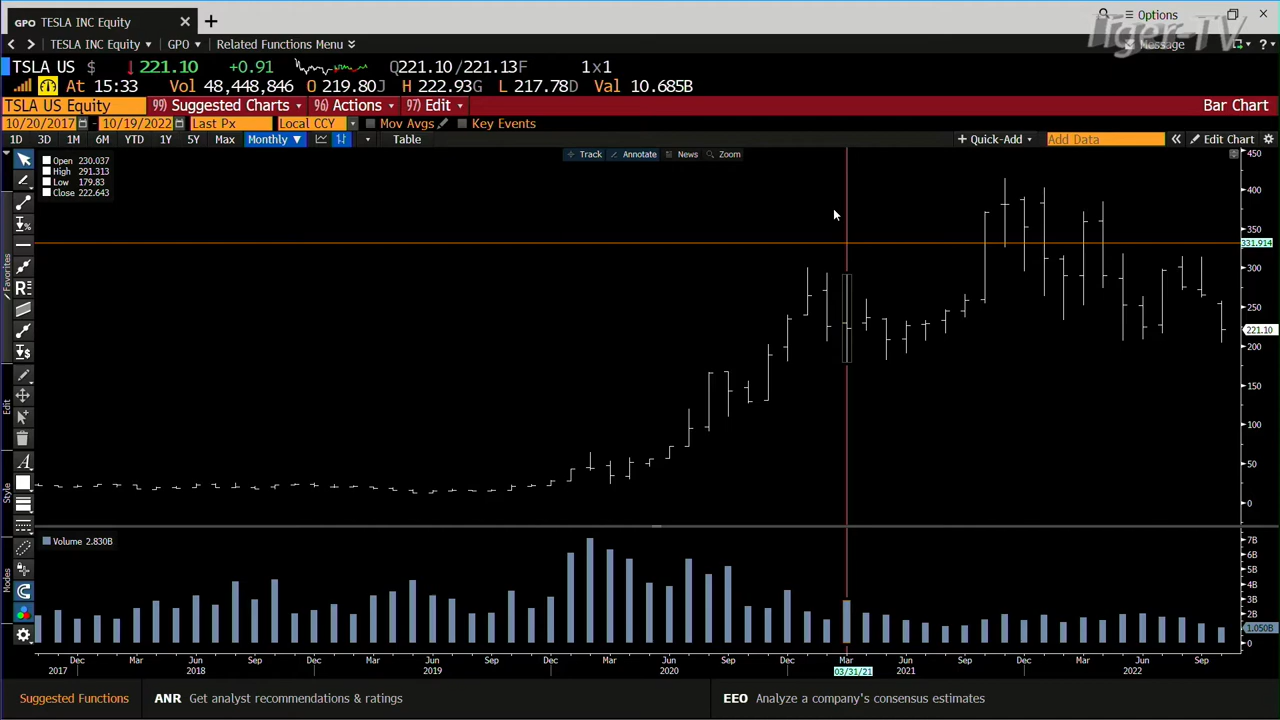 GPO TESLA INC Equity × +
Options
Tiger-TV
< > TESLA INC Equity ▾ GPO ▾ Related Functions Menu
Message
TSLA US $ ↓221.10 +0.91 Q221.10/221.13F 1x1
At 15:33 Vol 48,448,846 O 219.80J H 222.93G L 217.78D Val 10.685B
TSLA US Equity 99) Suggested Charts 96) Actions 97) Edit Bar Chart
10/20/2017 - 10/19/2022 Last Px Local CCY Mov Avgs Key Events
1D 3D 1M 6M YTD 1Y 5Y Max Monthly ▼ Table + Quick-Add Add Data « Edit Chart
Track Annotate News Zoom
Open 230.037
High 291.313
Low 179.83
Close 222.643
450
400
350
331.914
300
250
221.10
200
150
100
50
0
Favorites
Edit
Style
Modes
R
A
Volume 2.830B
7B
6B
5B
4B
3B
2B
1.050B
0
Dec Mar Jun Sep Dec Mar Jun Sep Dec Mar Jun Sep Dec Mar Jun Sep Dec Mar Jun Sep
2017 2018 2019 2020 03/31/21 2021 2022
Suggested Functions ANR Get analyst recommendations & ratings EEO Analyze a company's consensus estimates